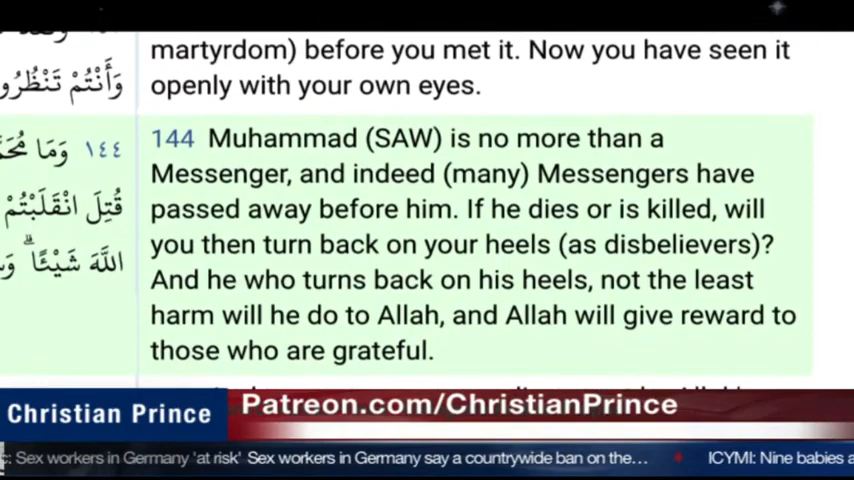 martyrdom) before you met it. Now you have seen it
openly with your own eyes.
وَأَنْتُمْ تَنْظُرُو
144 Muhammad (SAW) is no more than a
Messenger, and indeed (many) Messengers have
passed away before him. If he dies or is killed, will
you then turn back on your heels (as disbelievers)?
And he who turns back on his heels, not the least
harm will he do to Allah, and Allah will give reward to
those who are grateful.
١٤٤ وَمَا مُحَمَّ
قُتِلَ انْقَلَبْتُمْ
اللَّهَ شَيْئًا ۗ وَسَ
Christian Prince
Patreon.com/ChristianPrince
Sex workers in Germany 'at risk' Sex workers in Germany say a countrywide ban on the... ICYMI: Nine babies a